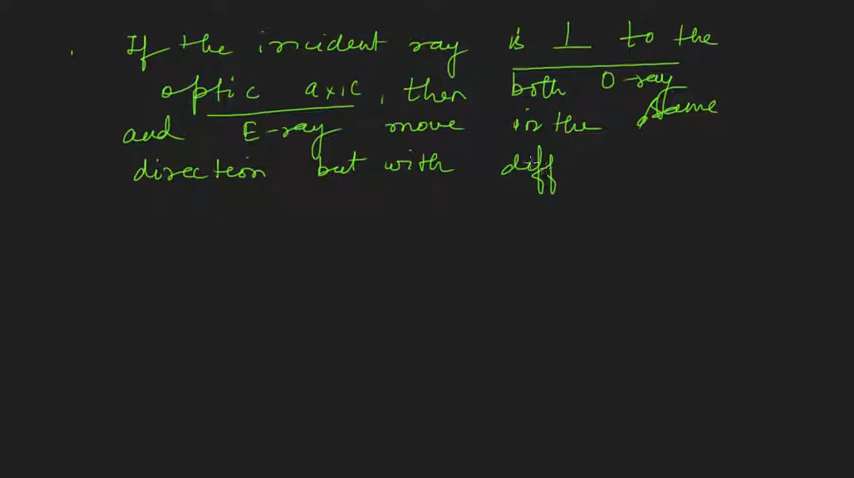 If the incident ray is ⊥ to the
optic axic, then both O-ray
and E-ray move in the same
direction but with diff